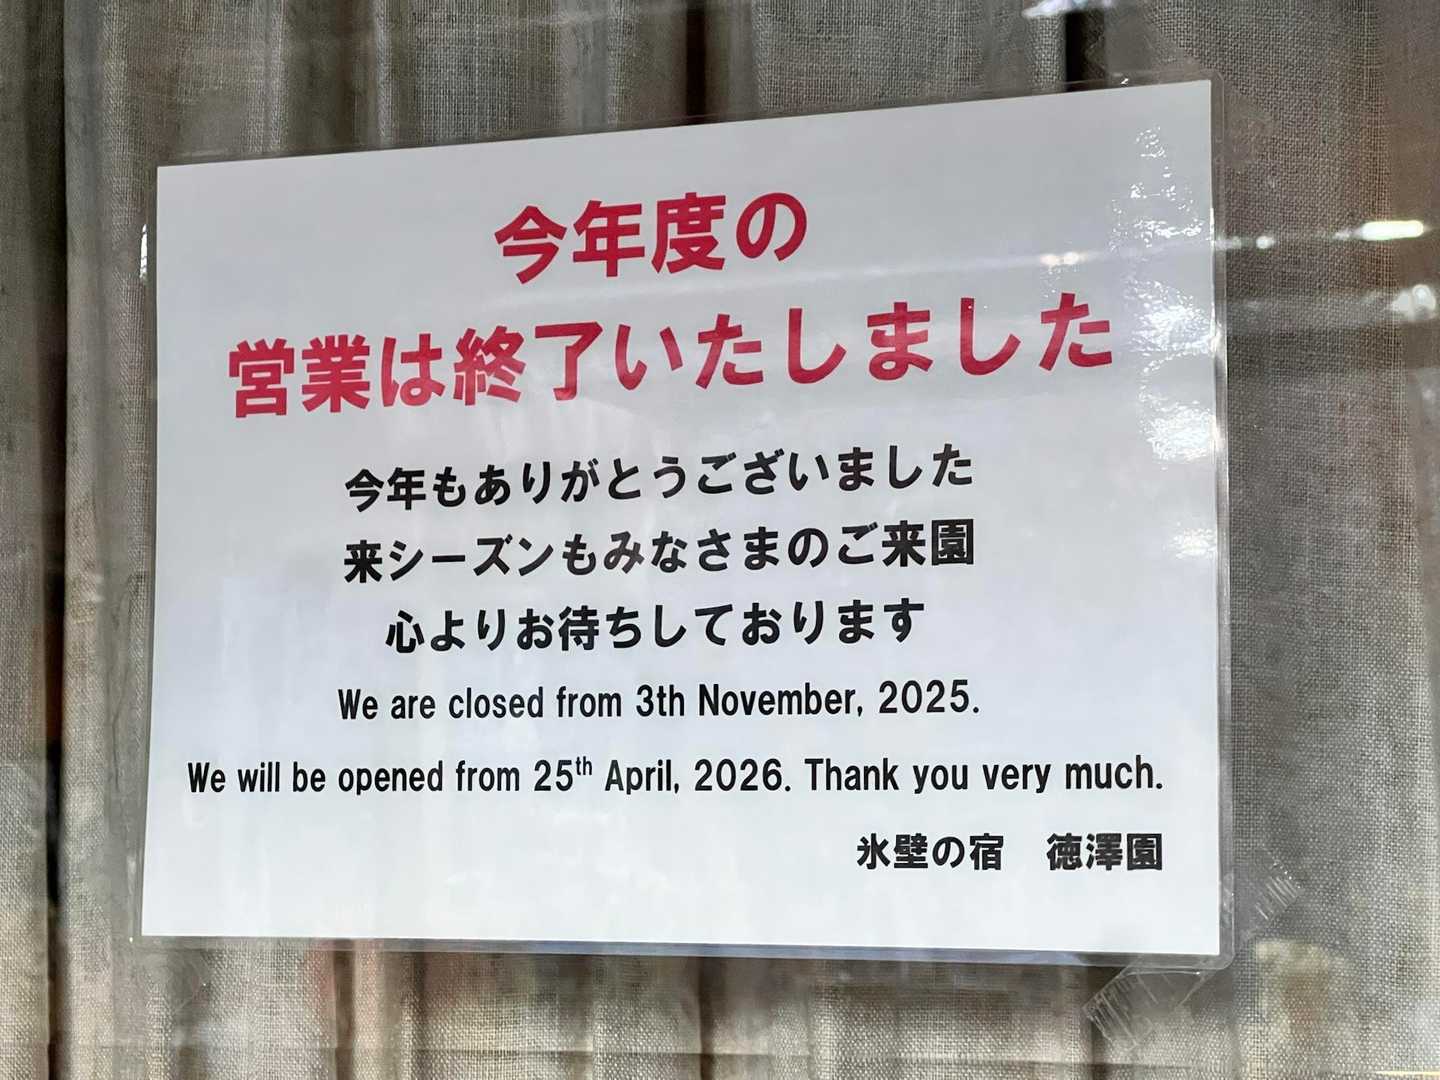 今年度の
営業は終了いたしました
今年もありがとうございました
来シーズンもみなさまのご来園
心よりお待ちしております
We are closed from 3th November, 2025.
We will be opened from 25th April, 2026. Thank you very much.
氷壁の宿　徳澤園